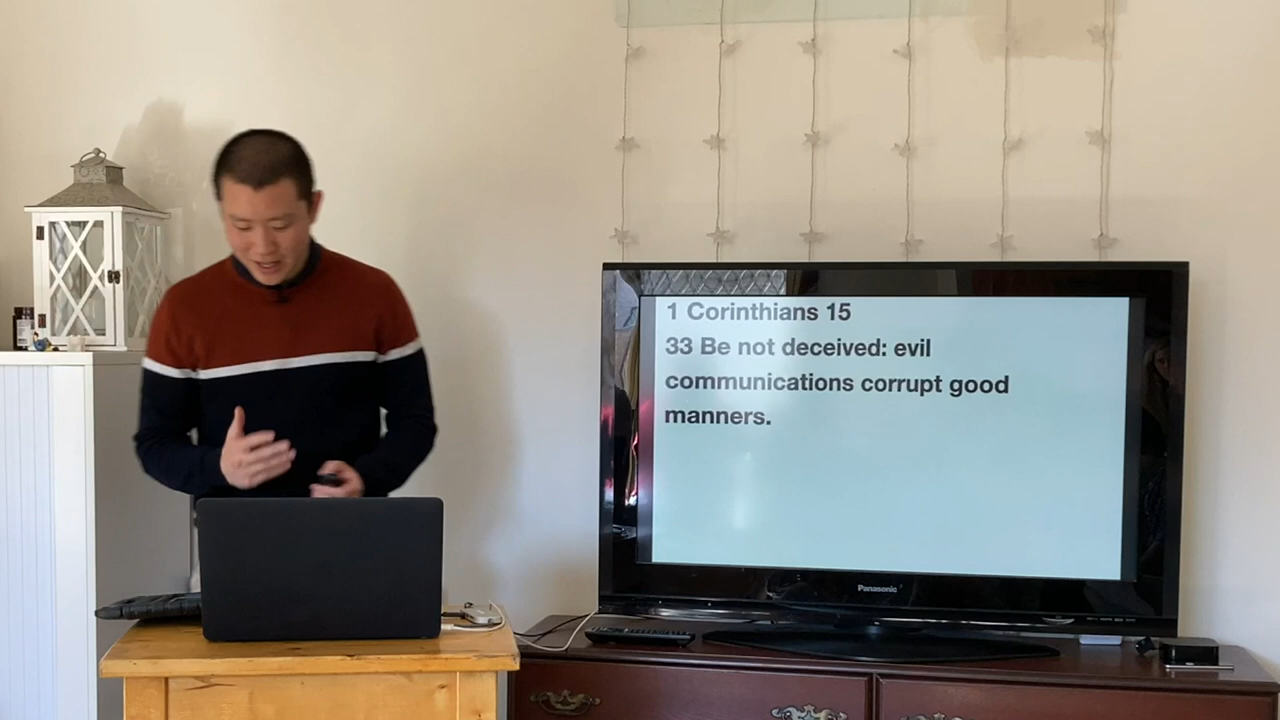 1 Corinthians 15
33 Be not deceived: evil
communications corrupt good
manners.
Panasonic